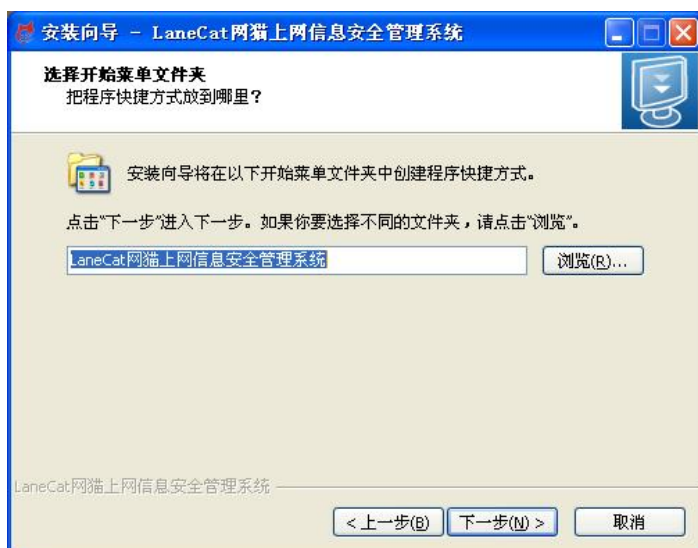 安装向导 - LaneCat网猫上网信息安全管理系统
选择开始菜单文件夹
把程序快捷方式放到哪里？
安装向导将在以下开始菜单文件夹中创建程序快捷方式。
点击“下一步”进入下一步。如果你要选择不同的文件夹，请点击“浏览”。
LaneCat网猫上网信息安全管理系统
浏览(R)...
LaneCat网猫上网信息安全管理系统
< 上一步(B)
下一步(N) >
取消